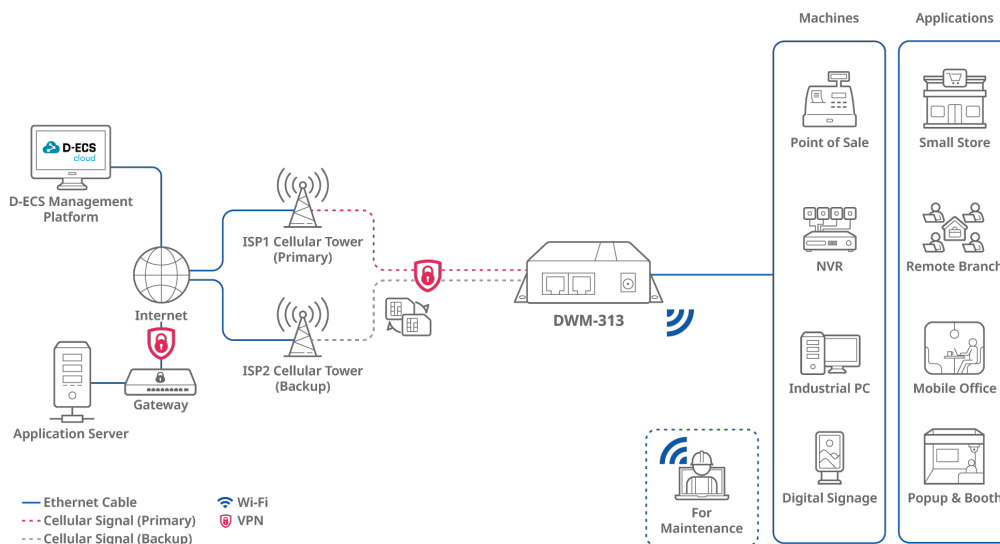 Machines
Applications
D-ECS
cloud
D-ECS Management
Platform
ISP1 Cellular Tower
(Primary)
Internet
ISP2 Cellular Tower
(Backup)
Gateway
Application Server
DWM-313
Point of Sale
NVR
Industrial PC
Digital Signage
Small Store
Remote Branch
Mobile Office
Popup & Booth
For
Maintenance
Ethernet Cable
Cellular Signal (Primary)
Cellular Signal (Backup)
Wi-Fi
VPN